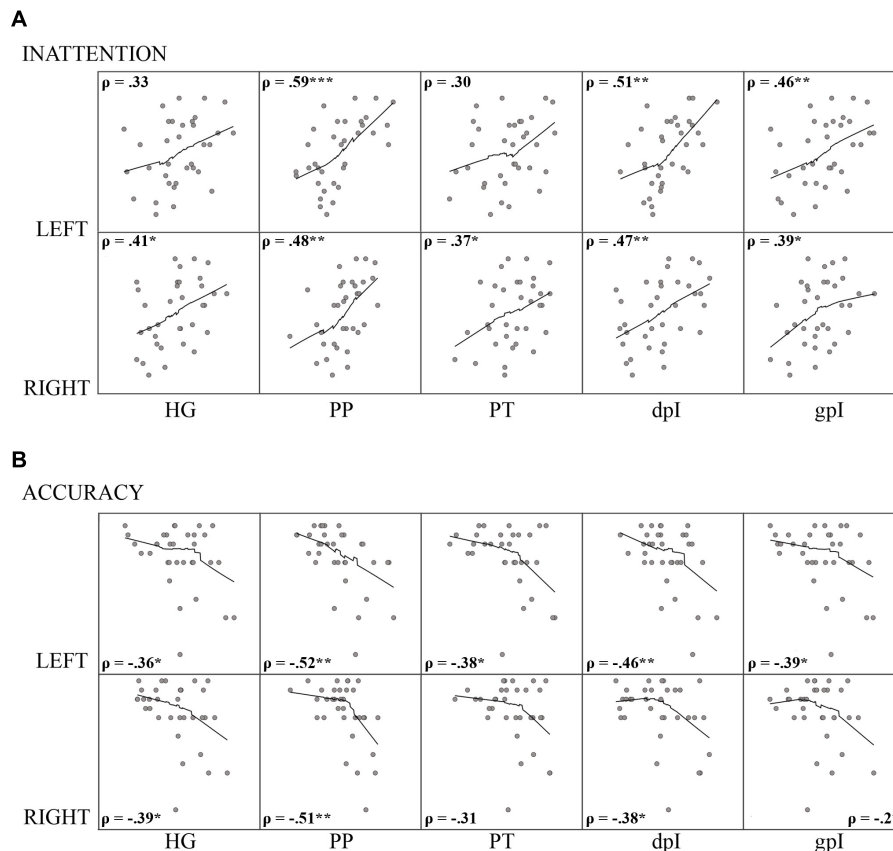 A
INATTENTION
ρ = .33 ρ = .59*** ρ = .30 ρ = .51** ρ = .46**
LEFT
ρ = .41* ρ = .48** ρ = .37* ρ = .47** ρ = .39*
RIGHT
HG PP PT dpI gpI
B
ACCURACY
LEFT ρ = -.36* ρ = -.52** ρ = -.38* ρ = -.46** ρ = -.39*
RIGHT ρ = -.39* ρ = -.51** ρ = -.31 ρ = -.38* ρ = -.2
HG PP PT dpI gpI